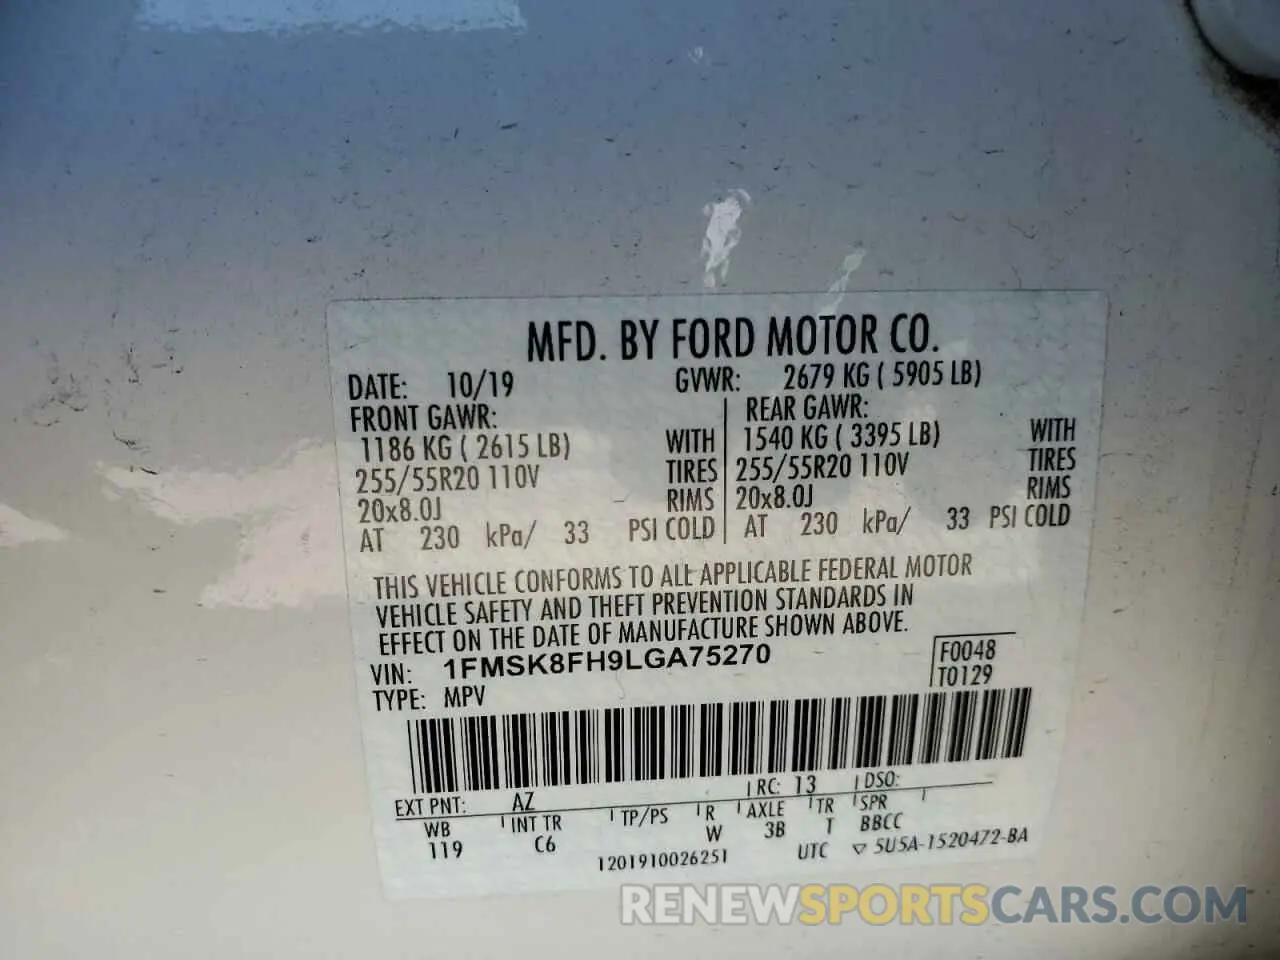 MFD. BY FORD MOTOR CO.
DATE: 10/19 GVWR: 2679 KG ( 5905 LB)
FRONT GAWR: REAR GAWR:
1186 KG ( 2615 LB) WITH 1540 KG ( 3395 LB) WITH
255/55R20 110V TIRES 255/55R20 110V TIRES
20x8.0J RIMS 20x8.0J RIMS
AT 230 kPa/ 33 PSI COLD AT 230 kPa/ 33 PSI COLD
THIS VEHICLE CONFORMS TO ALL APPLICABLE FEDERAL MOTOR
VEHICLE SAFETY AND THEFT PREVENTION STANDARDS IN
EFFECT ON THE DATE OF MANUFACTURE SHOWN ABOVE.
VIN: 1FMSK8FH9LGA75270 F0048
TYPE: MPV T0129
EXT PNT: AZ RC: 13 DSO:
WB INT TR TP/PS R AXLE TR SPR
119 C6 W 3B T BBCC
1201910026251 UTC ▽ 5U5A-1520472-BA
RENEWSPORTSCARS.COM